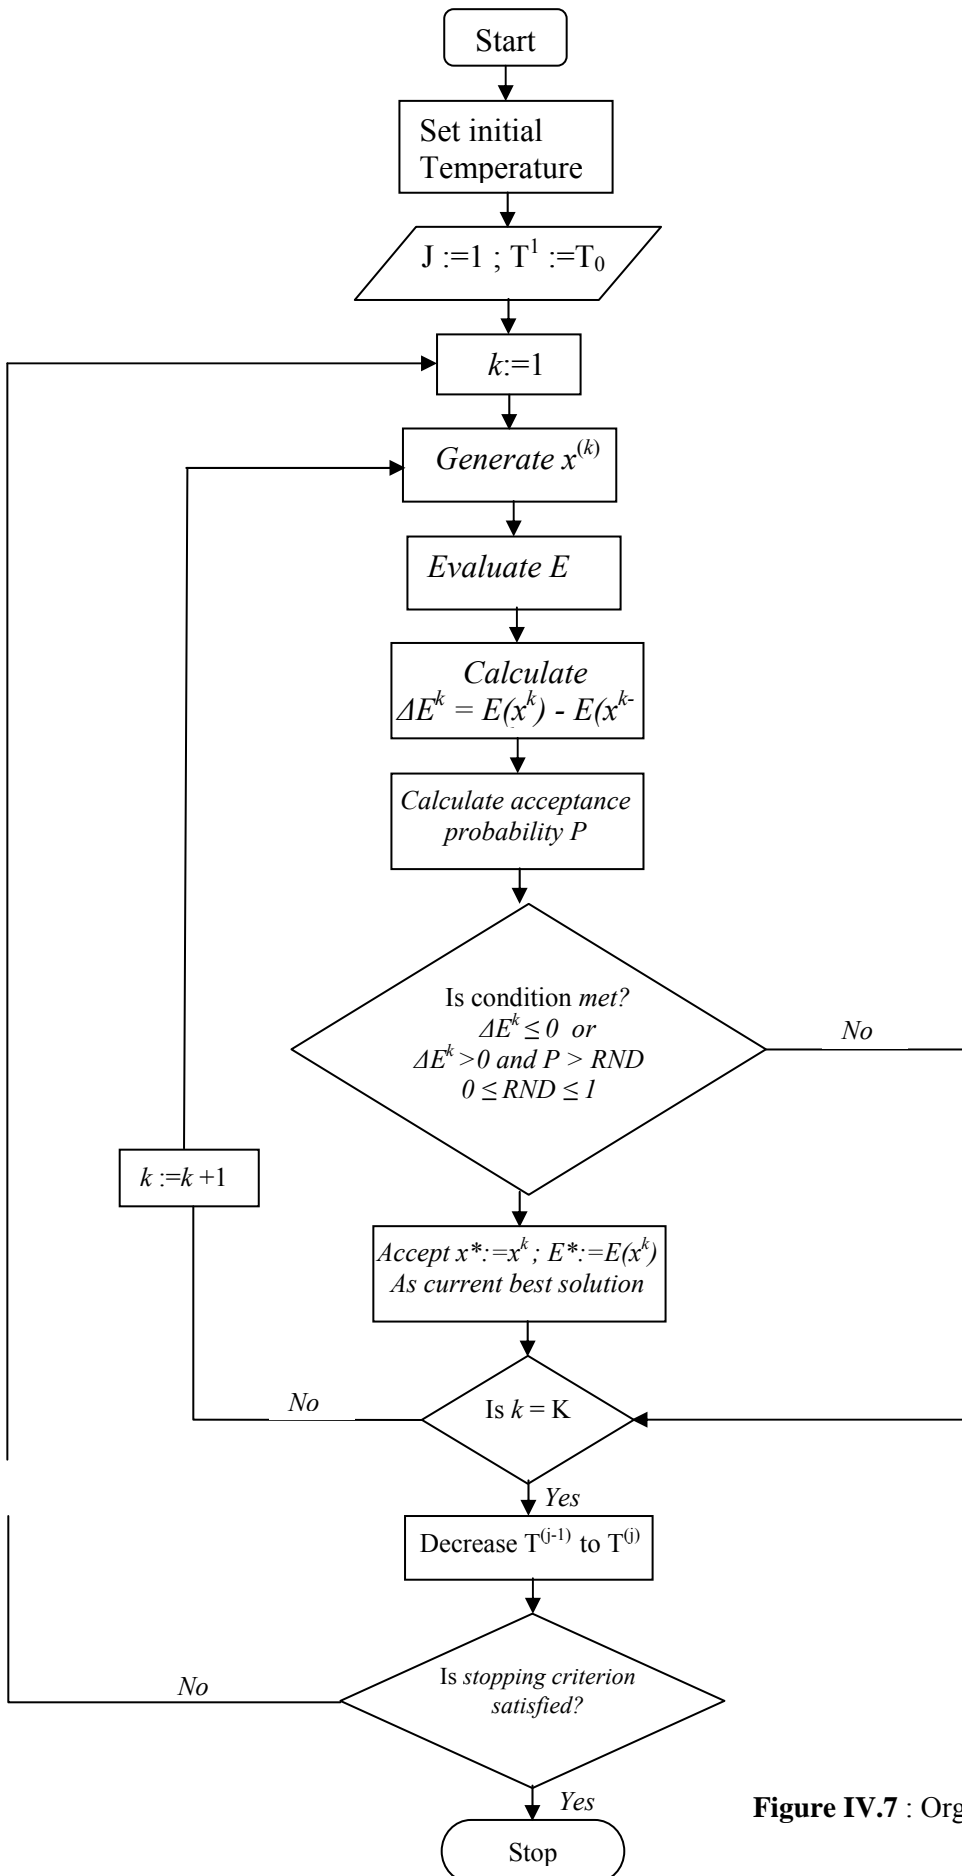 Start
Set initial
Temperature
J :=1 ; T^1 :=T_0
k:=1
Generate x^(k)
Evaluate E
Calculate
ΔE^k = E(x^k) - E(x^k-
Calculate acceptance
probability P
Is condition met?
ΔE^k ≤ 0 or
ΔE^k >0 and P > RND
0 ≤ RND ≤ 1
No
k :=k +1
Accept x*:=x^k ; E*:=E(x^k)
As current best solution
No
Is k = K
Yes
Decrease T^(j-1) to T^(j)
Is stopping criterion
satisfied?
No
Yes
Figure IV.7 : Org
Stop